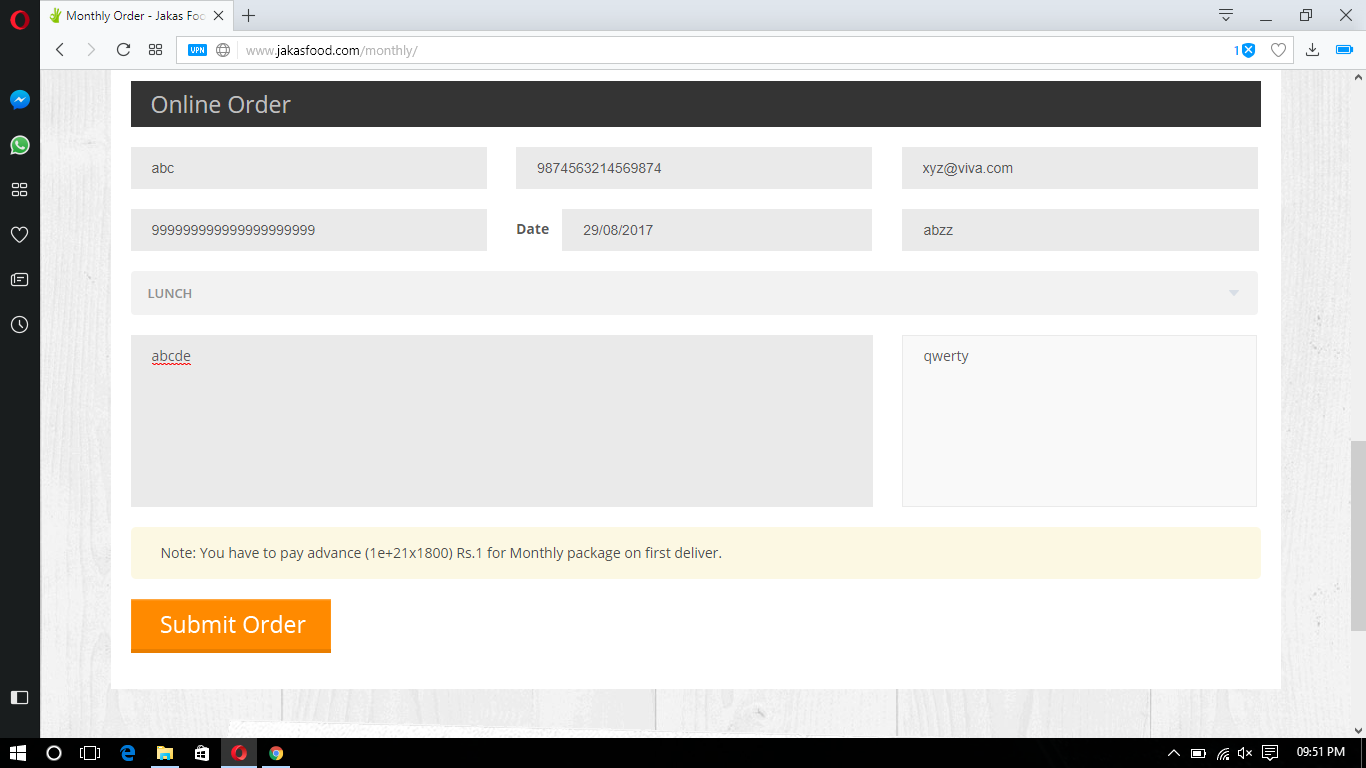 Monthly Order - Jakas Foo
VPN
www.jakasfood.com/monthly/
1
Online Order
abc
9874563214569874
xyz@viva.com
999999999999999999999
Date
29/08/2017
abzz
LUNCH
abcde
qwerty
Note: You have to pay advance (1e+21x1800) Rs.1 for Monthly package on first deliver.
Submit Order
09:51 PM